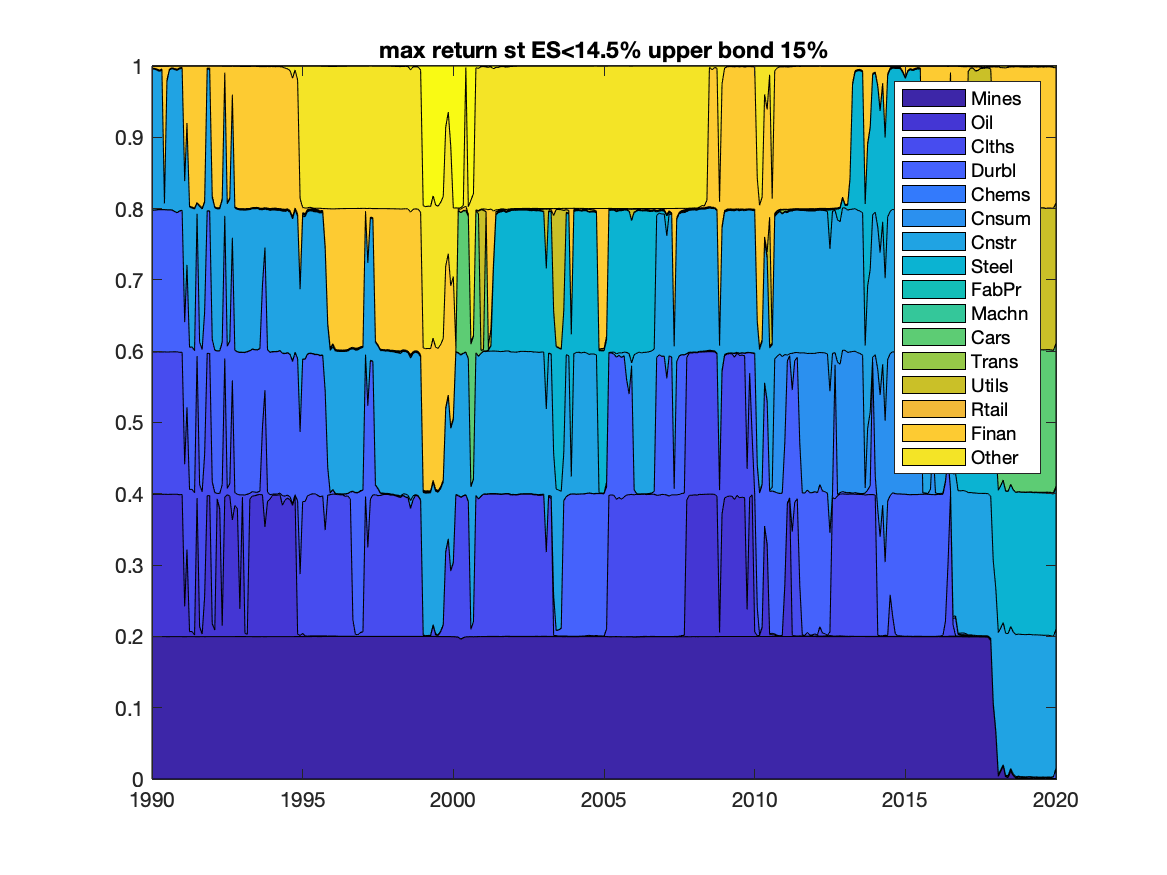 max return st ES<14.5% upper bond 15%
1
0.9
0.8
0.7
0.6
0.5
0.4
0.3
0.2
0.1
0
1990
1995
2000
2005
2010
2015
2020
Mines
Oil
Clths
Durbl
Chems
Cnsum
Cnstr
Steel
FabPr
Machn
Cars
Trans
Utils
Rtail
Finan
Other